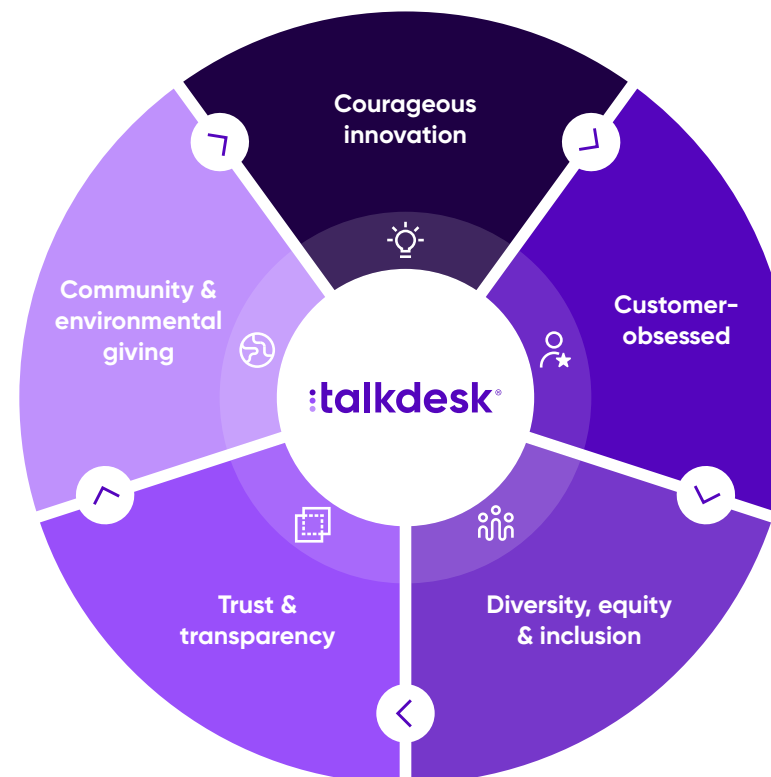 Courageous
innovation
Customer-
obsessed
Diversity, equity
& inclusion
Trust &
transparency
Community &
environmental
giving
:talkdesk®